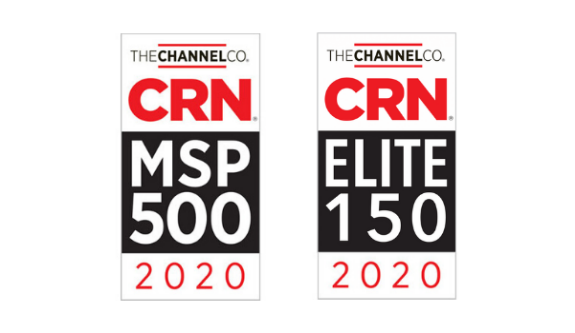 THECHANNELCO.
CRN®
MSP
500
2020
THECHANNELCO.
CRN®
ELITE
150
2020